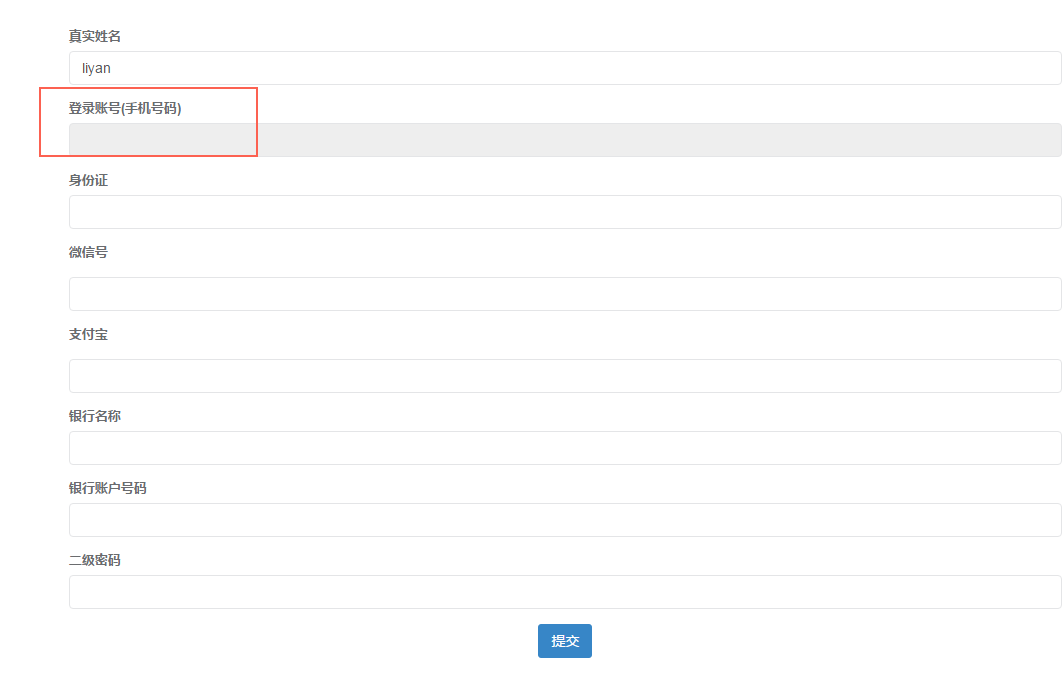 真实姓名
liyan
登录账号(手机号码)
身份证
微信号
支付宝
银行名称
银行账户号码
二级密码
提交